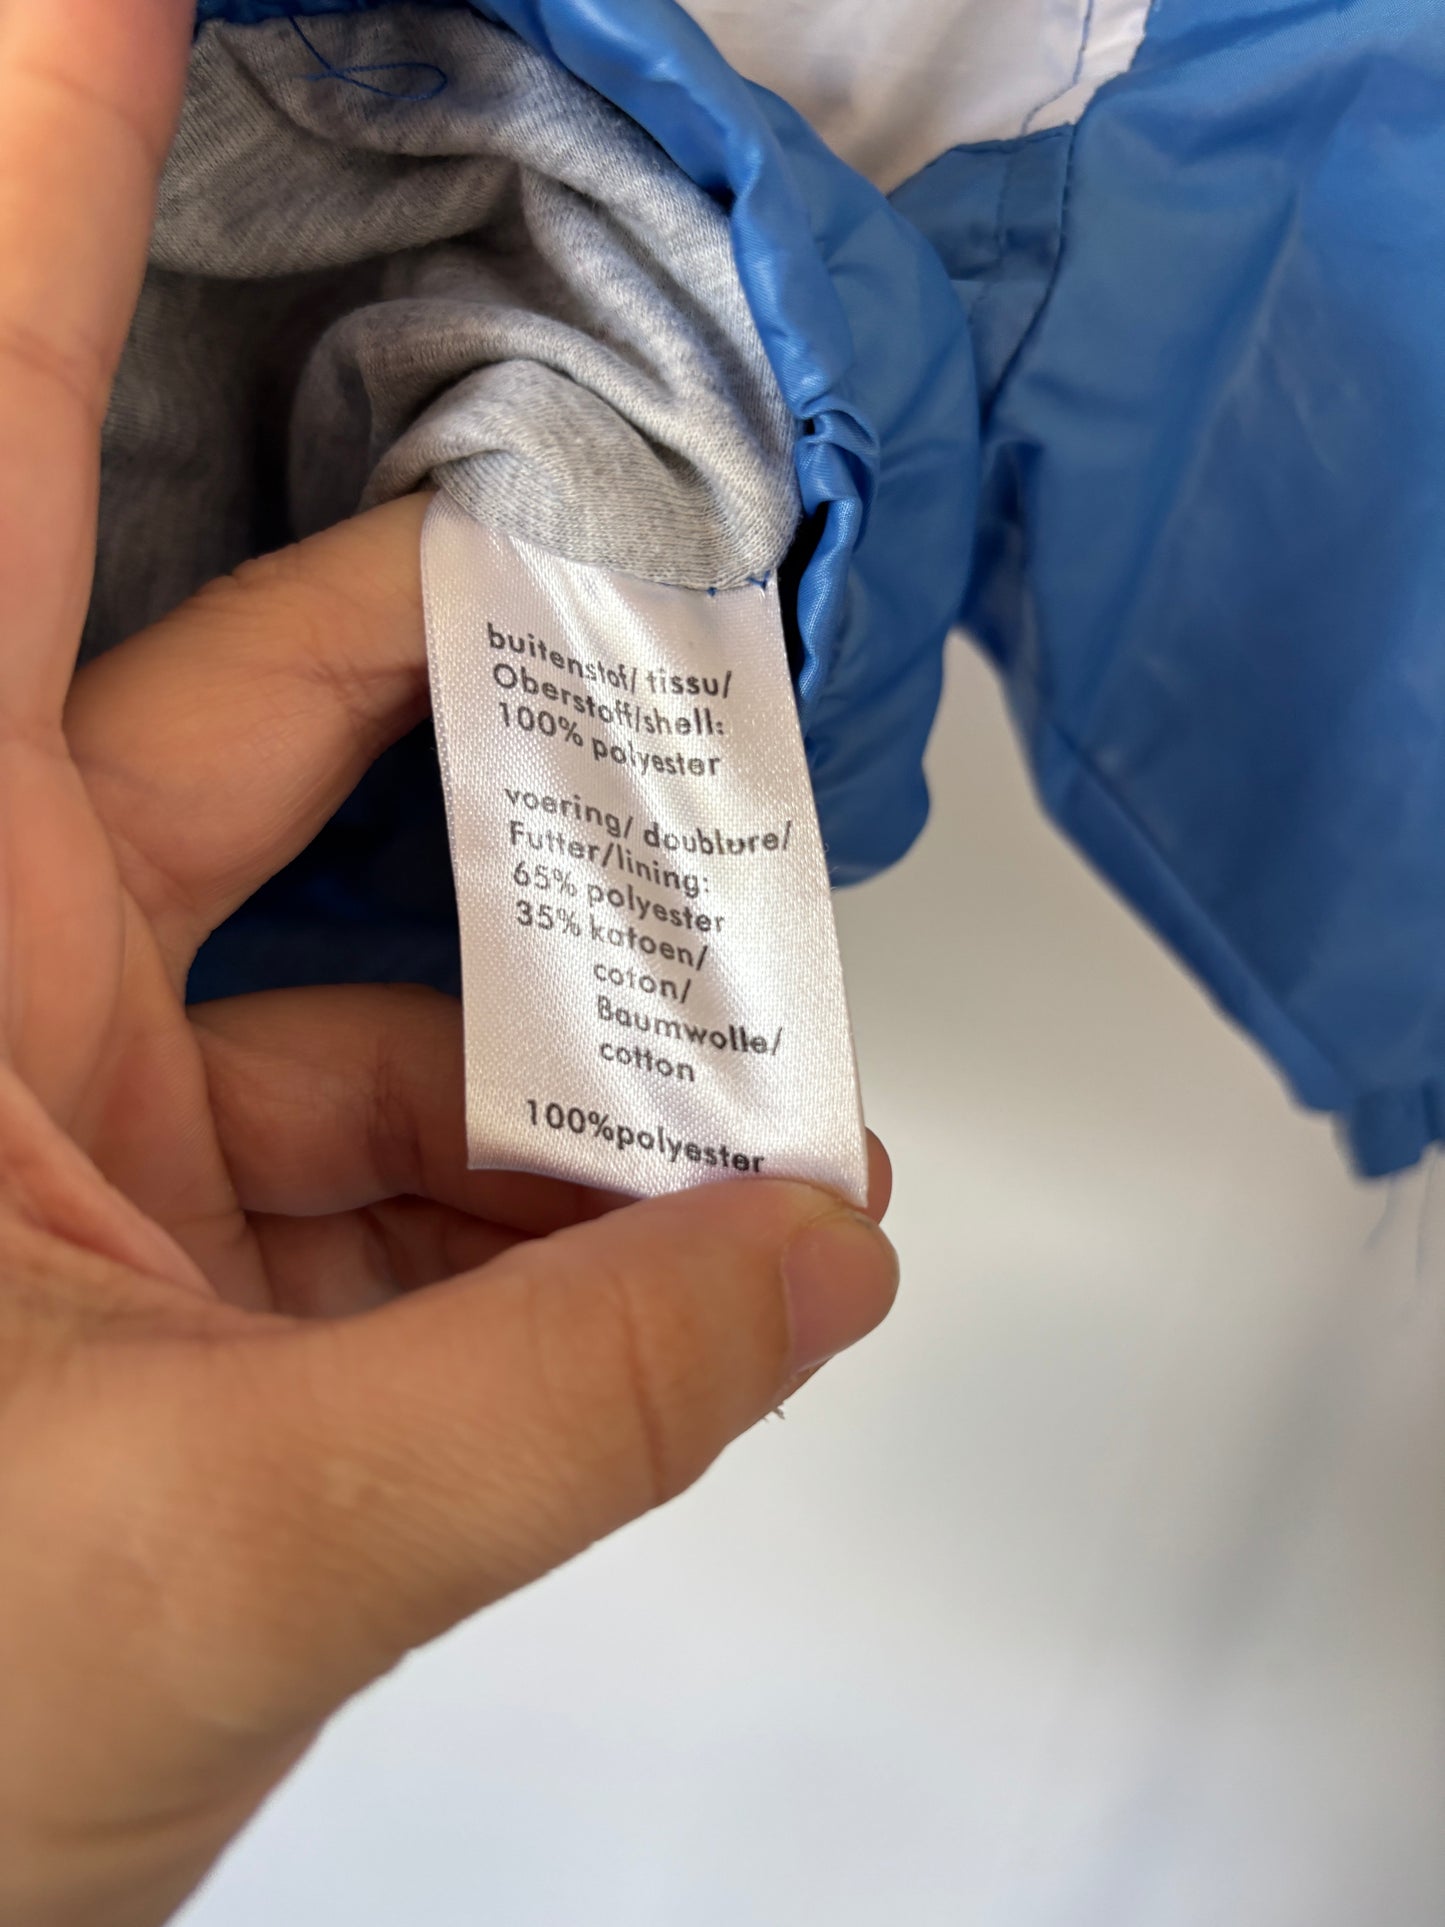 buitenstof/ tissu/
Oberstoff/shell:
100% polyester
voering/ doublure/
Futter/lining:
65% polyester
35% katoen/
coton/
Baumwolle/
cotton
100%polyester